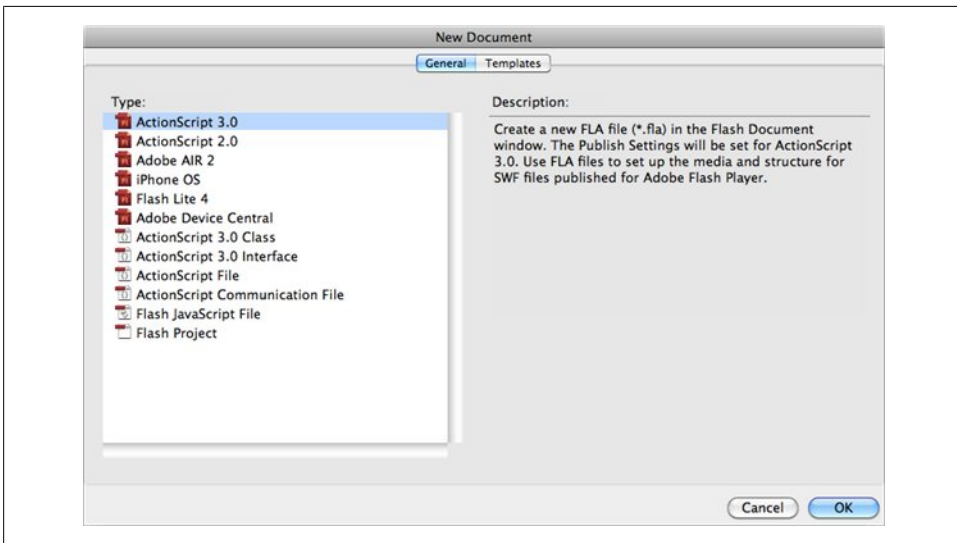 New Document
General Templates
Type:
ActionScript 3.0
ActionScript 2.0
Adobe AIR 2
iPhone OS
Flash Lite 4
Adobe Device Central
ActionScript 3.0 Class
ActionScript 3.0 Interface
ActionScript File
ActionScript Communication File
Flash JavaScript File
Flash Project
Description:
Create a new FLA file (*.fla) in the Flash Document
window. The Publish Settings will be set for ActionScript
3.0. Use FLA files to set up the media and structure for
SWF files published for Adobe Flash Player.
Cancel OK